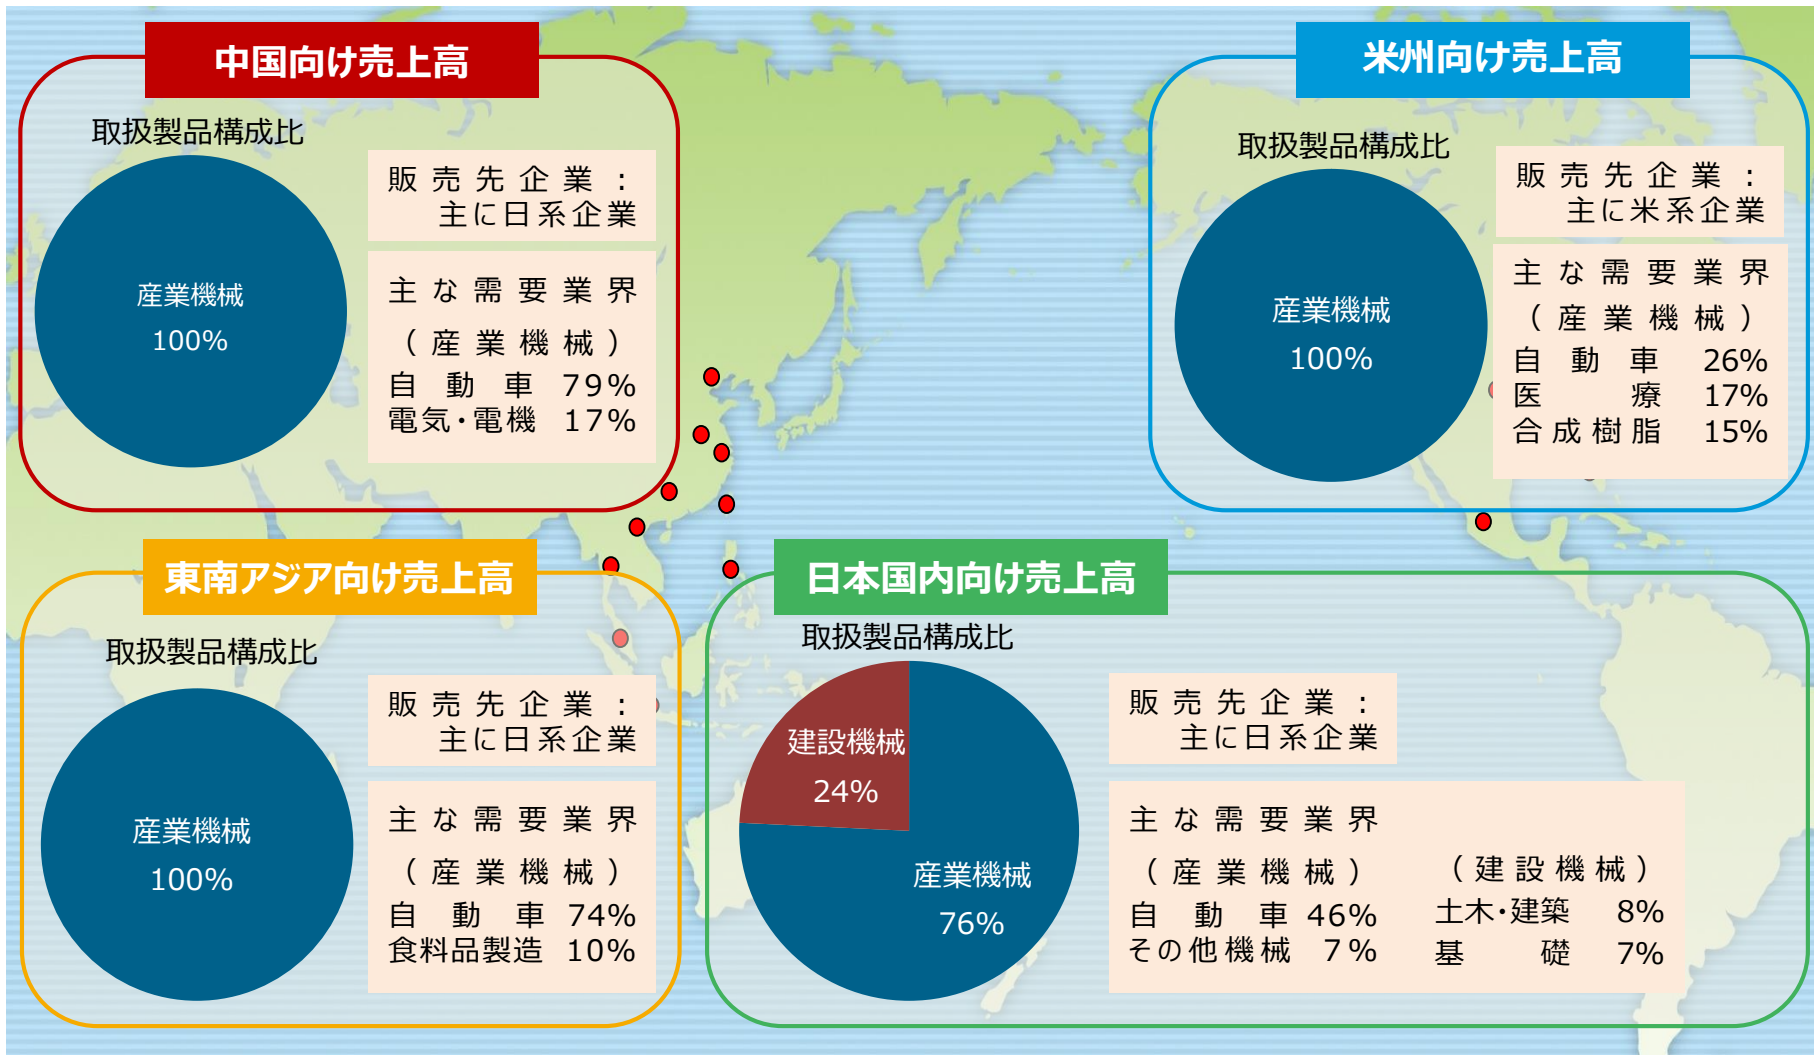 中国向け売上高
取扱製品構成比
産業機械
100%
販売先企業：
主に日系企業
主な需要業界
（産業機械）
自動車 79%
電気･電機 17%
米州向け売上高
取扱製品構成比
産業機械
100%
販売先企業：
主に米系企業
主な需要業界
（産業機械）
自動車 26%
医療 17%
合成樹脂 15%
東南アジア向け売上高
取扱製品構成比
産業機械
100%
販売先企業：
主に日系企業
主な需要業界
（産業機械）
自動車 74%
食料品製造 10%
日本国内向け売上高
取扱製品構成比
建設機械
24%
産業機械
76%
販売先企業：
主に日系企業
主な需要業界
（産業機械）
自動車 46%
その他機械 7%
（建設機械）
土木･建築 8%
基礎 7%